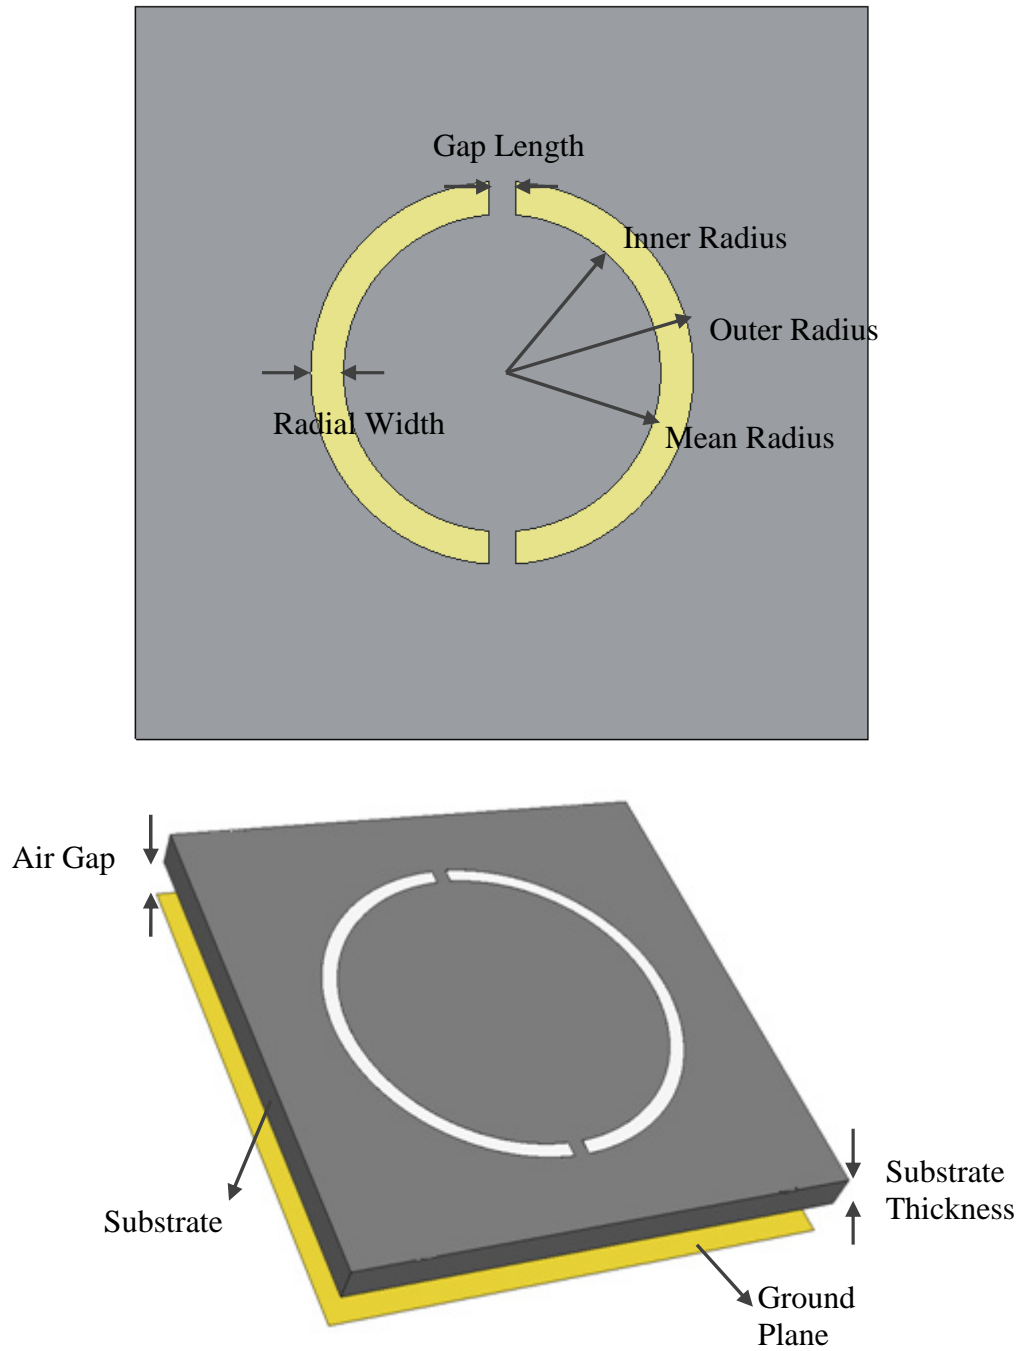 Gap Length
Inner Radius
Outer Radius
Radial Width
Mean Radius
Air Gap
Substrate
Thickness
Substrate
Ground
Plane